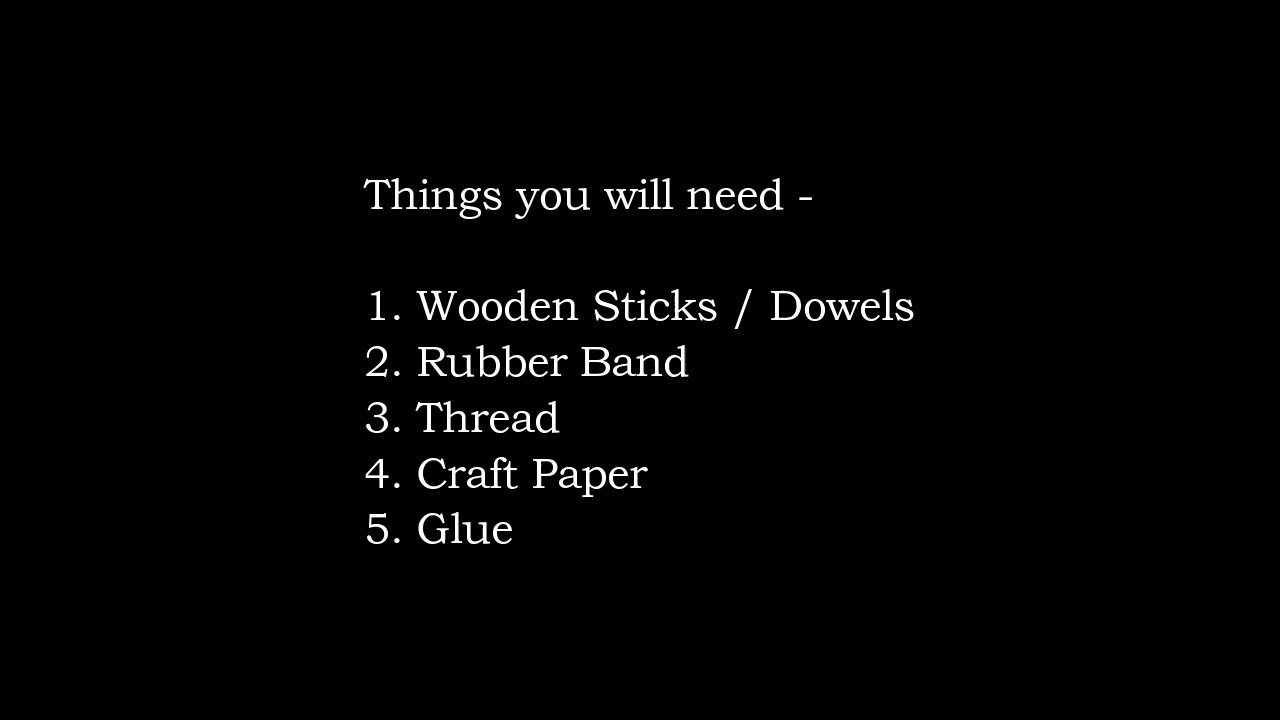 Things you will need -
1. Wooden Sticks / Dowels
2. Rubber Band
3. Thread
4. Craft Paper
5. Glue